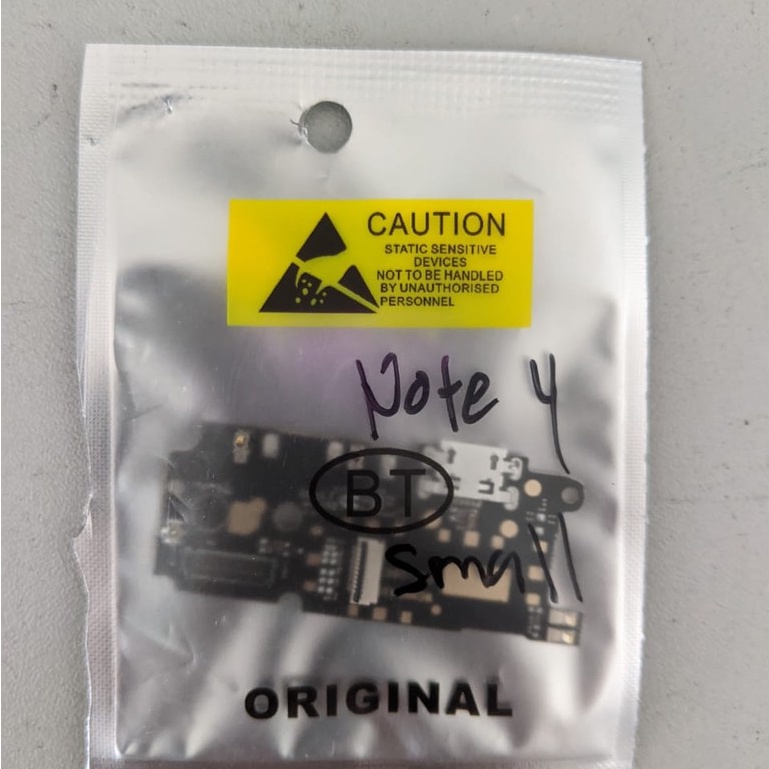 CAUTION
STATIC SENSITIVE
DEVICES
NOT TO BE HANDLED
BY UNAUTHORISED
PERSONNEL
Note 4
BT
Small
ORIGINAL